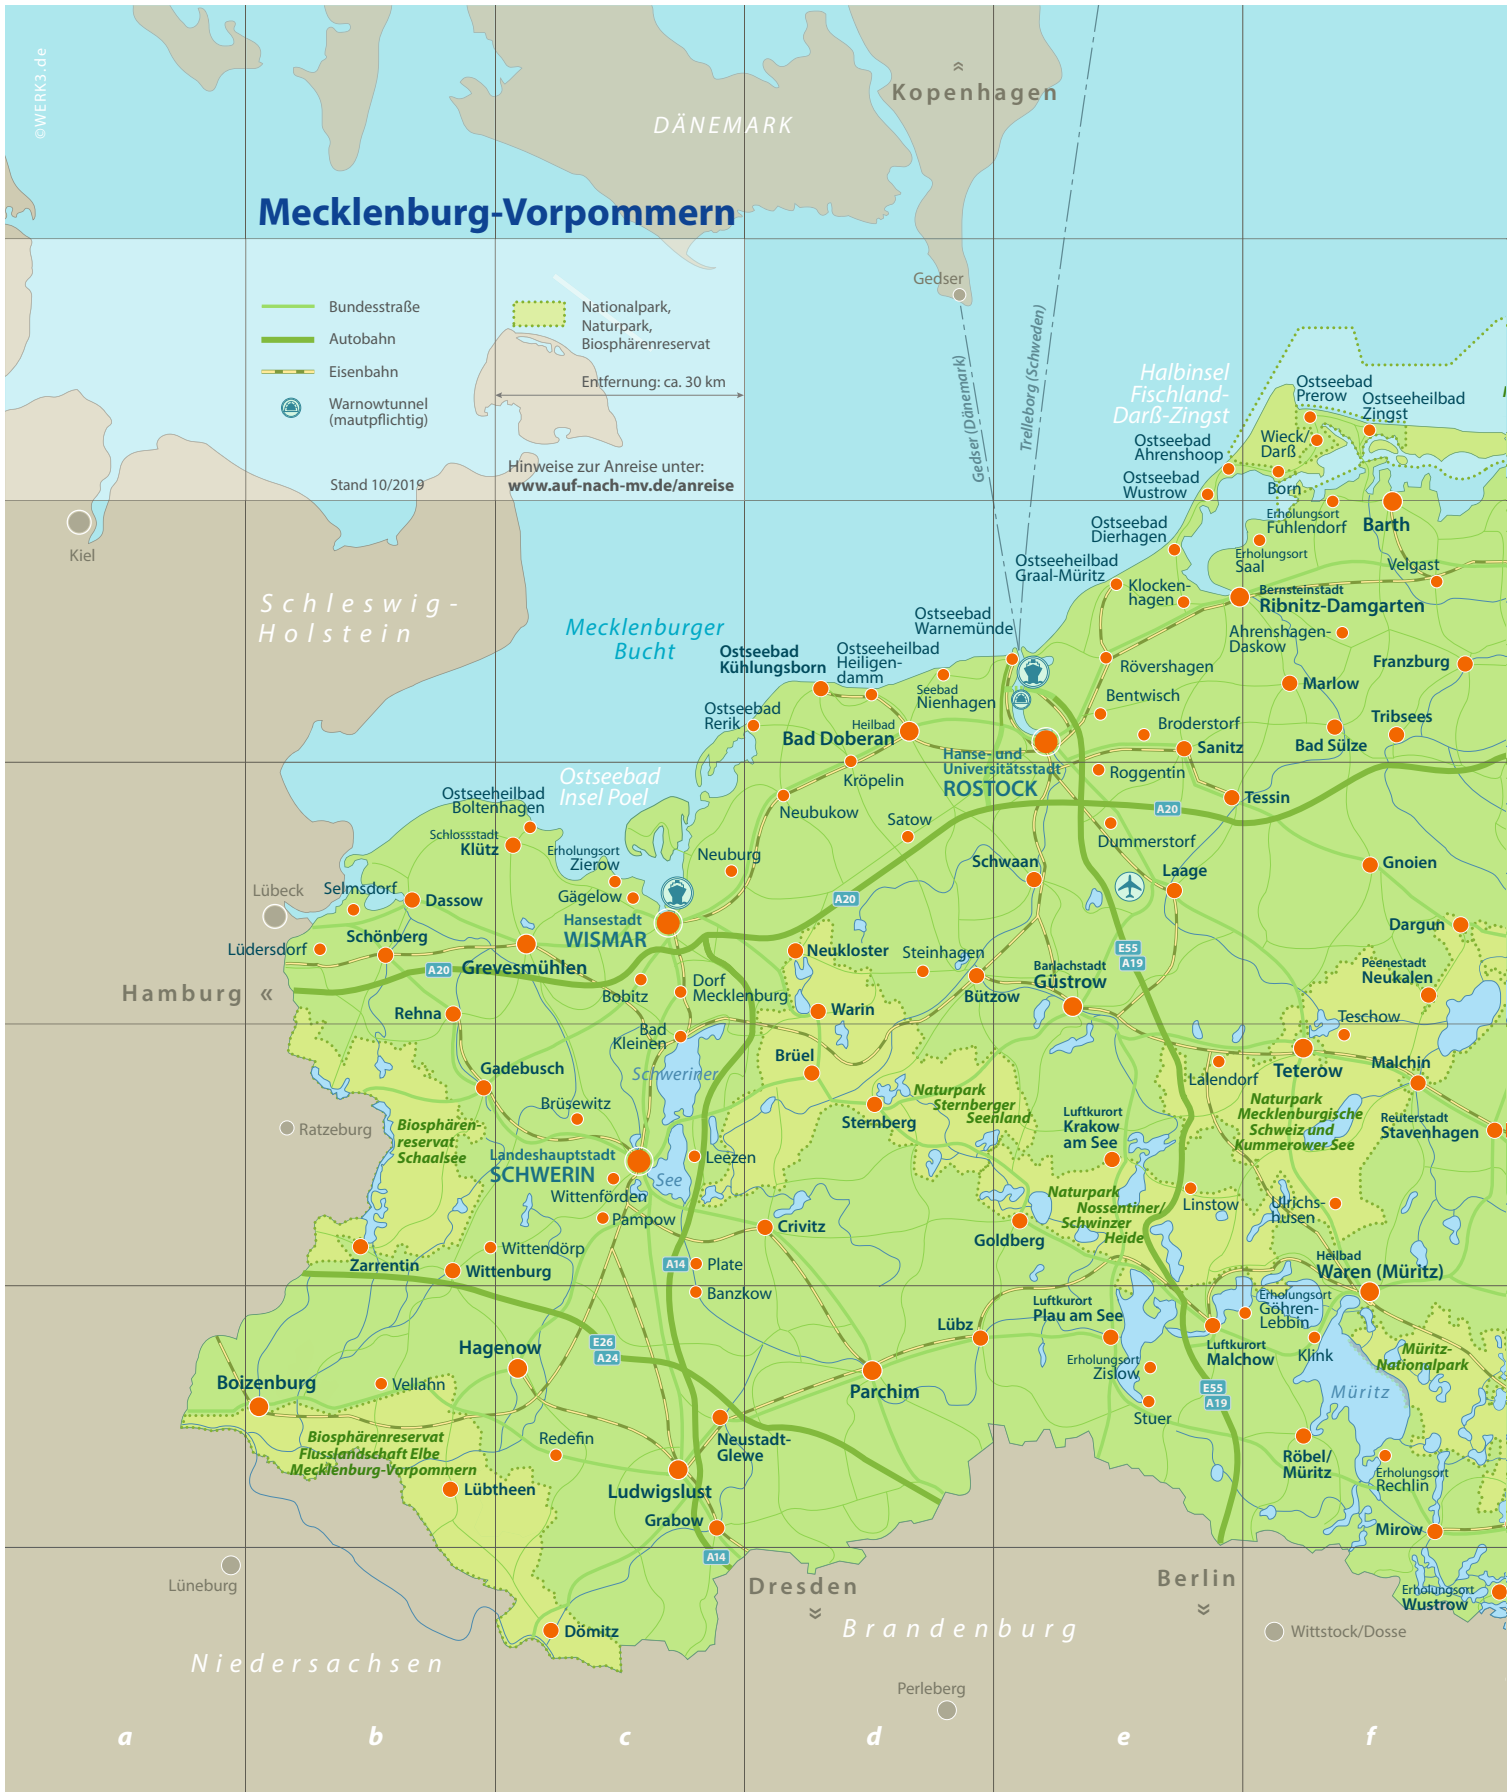 ©WERK3.de
Kopenhagen
DÄNEMARK
Mecklenburg-Vorpommern
Bundesstraße
Autobahn
Eisenbahn
Warnowtunnel
(mautpflichtig)
Nationalpark,
Naturpark,
Biosphärenreservat
Entfernung: ca. 30 km
Stand 10/2019
Hinweise zur Anreise unter:
www.auf-nach-mv.de/anreise
Gedser
Gedser (Dänemark)
Trelleborg (Schweden)
Halbinsel
Fischland-
Darß-Zingst
Ostseebad
Prerow
Ostseeheilbad
Zingst
Wieck/
Darß
Ostseebad
Ahrenshoop
Ostseebad
Wustrow
Born
Erholungsort
Fuhlendorf
Barth
Ostseebad
Dierhagen
Erholungsort
Saal
Velgast
Kiel
Ostseeheilbad
Graal-Müritz
Klocken-
hagen
Bernsteinstadt
Ribnitz-Damgarten
Schleswig-
Holstein
Mecklenburger
Bucht
Ostseebad
Warnemünde
Ahrenshagen-
Daskow
Ostseebad
Kühlungsborn
Ostseeheilbad
Heiligen-
damm
Seebad
Nienhagen
Rövershagen
Franzburg
Marlow
Ostseebad
Rerik
Heilbad
Bad Doberan
Bentwisch
Broderstorf
Sanitz
Bad Sülze
Tribsees
Hanse- und
Universitätsstadt
ROSTOCK
Roggentin
Kröpelin
Ostseebad
Insel Poel
Ostseeheilbad
Boltenhagen
Neubukow
Satow
A20
Tessin
Dummerstorf
Schlossstadt
Klütz
Erholungsort
Zierow
Neuburg
Schwaan
Laage
Gnoien
Lübeck
Selmsdorf
Dassow
Gägelow
Hansestadt
WISMAR
A20
Dargun
Lüdersdorf
Schönberg
A20
Grevesmühlen
Neukloster
Steinhagen
E55
A19
Barlachstadt
Güstrow
Peenestadt
Neukalen
Hamburg «
Bobitz
Dorf
Mecklenburg
Bützow
Rehna
Warin
Teschow
Bad
Kleinen
Schweriner
See
Brüel
Teterow
Malchin
Lalendorf
Gadebusch
Brüsewitz
Sternberg
Naturpark
Sternberger
Seenland
Luftkurort
Krakow
am See
Naturpark
Mecklenburgische
Schweiz und
Kummerower See
Reuterstadt
Stavenhagen
Ratzeburg
Biosphären-
reservat
Schaalsee
Landeshauptstadt
SCHWERIN
Leezen
Wittenförden
Pampow
Crivitz
Goldberg
Naturpark
Nossentiner/
Schwinzer
Heide
Linstow
Ulrichs-
husen
Zarrentin
Wittendörp
Wittenburg
A14
Plate
Banzkow
Heilbad
Waren (Müritz)
Luftkurort
Plau am See
Erholungsort
Göhren-
Lebbin
Lübz
Luftkurort
Malchow
Klink
Müritz-
Nationalpark
E26
A24
Hagenow
Boizenburg
Vellahn
Parchim
Erholungsort
Zislow
E55
A19
Müritz
Stuer
Biosphärenreservat
Flusslandschaft Elbe
Mecklenburg-Vorpommern
Redefin
Neustadt-
Glewe
Röbel/
Müritz
Erholungsort
Rechlin
Lübtheen
Ludwigslust
Grabow
Mirow
A14
Lüneburg
Dresden
Berlin
Erholungsort
Wustrow
Dömitz
Brandenburg
Wittstock/Dosse
Niedersachsen
Perleberg
a
b
c
d
e
f